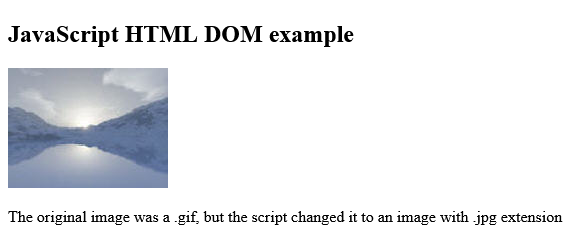 JavaScript HTML DOM example
The original image was a .gif, but the script changed it to an image with .jpg extension